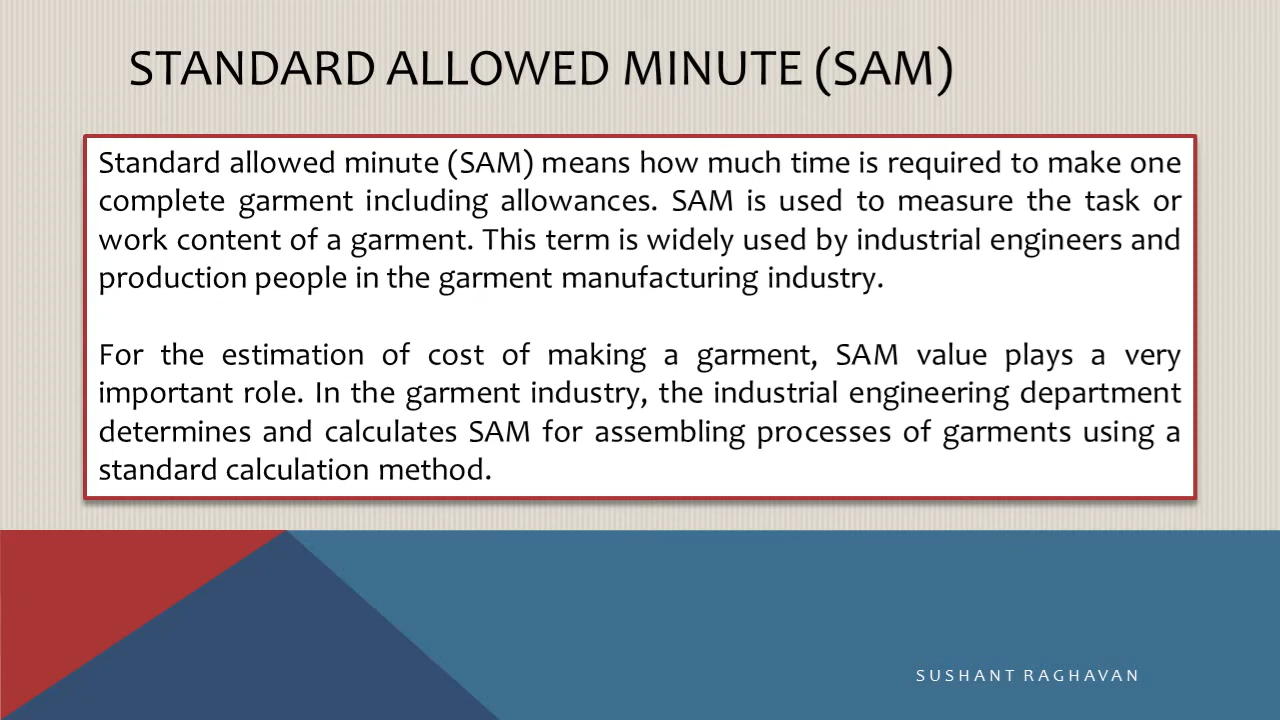 STANDARD ALLOWED MINUTE (SAM)
Standard allowed minute (SAM) means how much time is required to make one
complete garment including allowances. SAM is used to measure the task or
work content of a garment. This term is widely used by industrial engineers and
production people in the garment manufacturing industry.
For the estimation of cost of making a garment, SAM value plays a very
important role. In the garment industry, the industrial engineering department
determines and calculates SAM for assembling processes of garments using a
standard calculation method.
SUSHANT RAGHAVAN